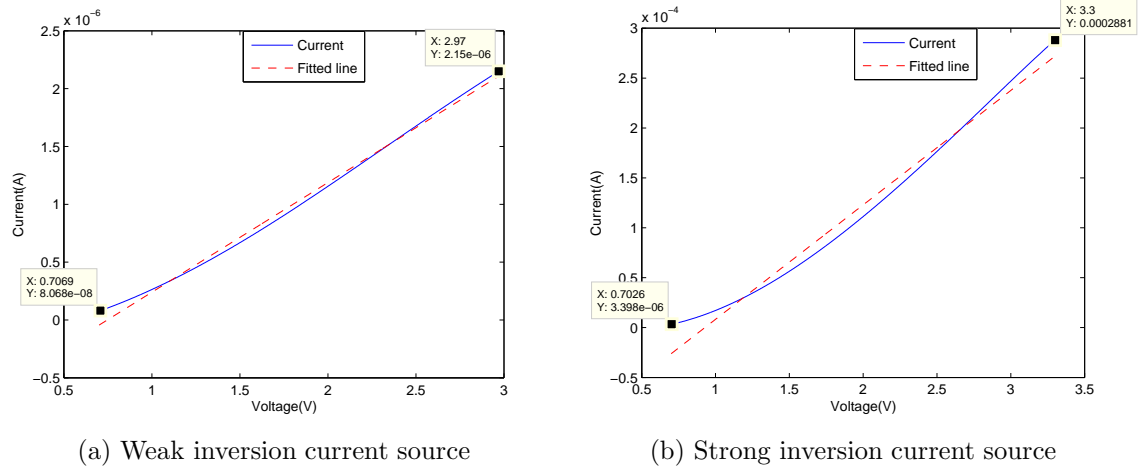 x 10−6
2.5
2
1.5
1
0.5
0
−0.5
0.5
1
1.5
2
2.5
3
Voltage(V)
Current(A)
Current
Fitted line
X: 2.97
Y: 2.15e−06
X: 0.7069
Y: 8.068e−08
(a) Weak inversion current source
x 10−4
3
2.5
2
1.5
1
0.5
0
−0.5
0.5
1
1.5
2
2.5
3
3.5
Voltage(V)
Current(A)
Current
Fitted line
X: 3.3
Y: 0.0002881
X: 0.7026
Y: 3.398e−06
(b) Strong inversion current source